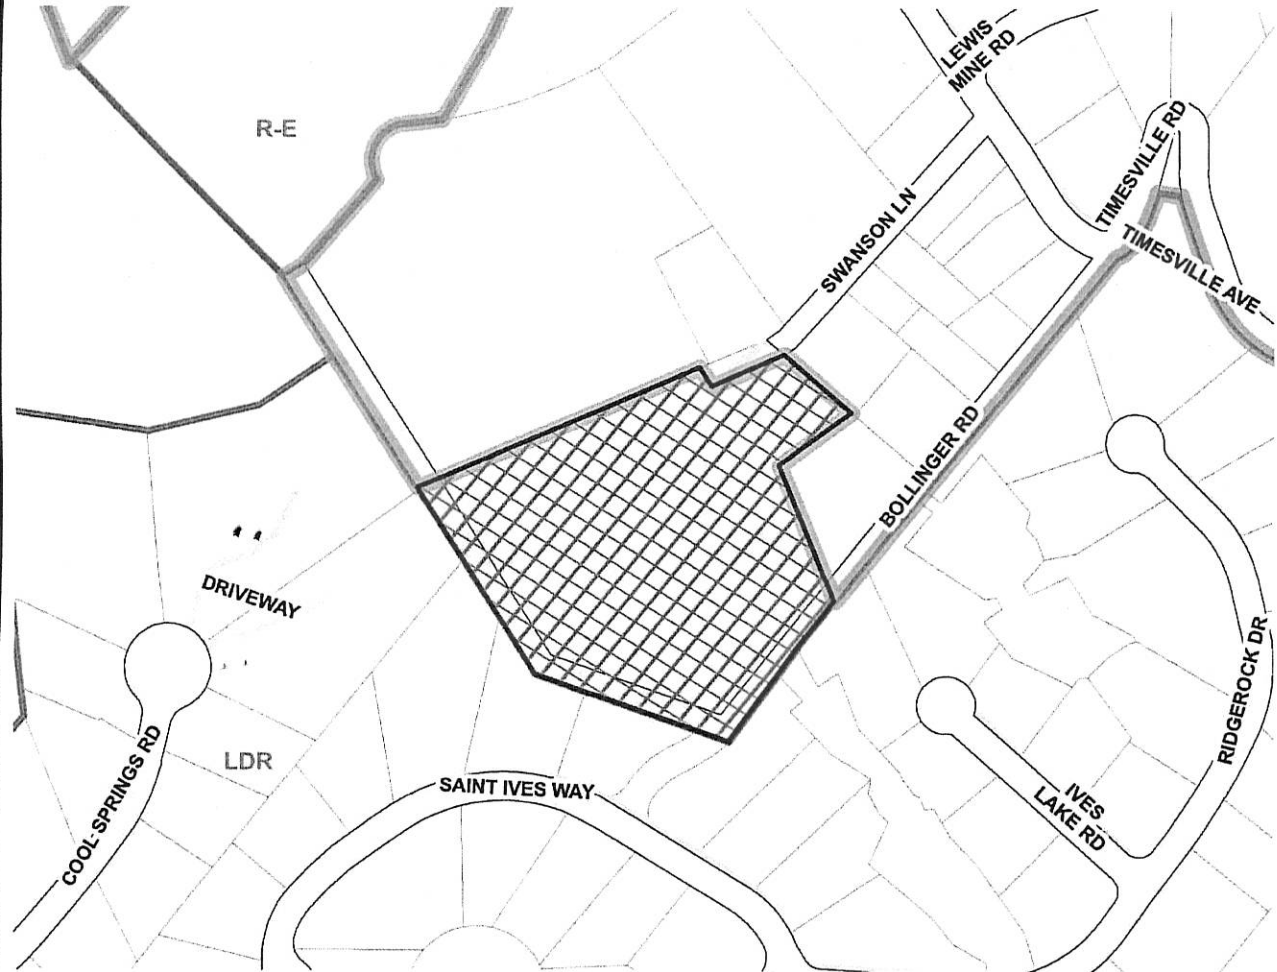 LEWIS
MINE RD
R-E
TIMESVILLE RD
SWANSON LN
TIMESVILLE AVE
BOLLINGER RD
DRIVEWAY
RIDGEROCK DR
LDR
COOL SPRINGS RD
SAINT IVES WAY
IVES
LAKE RD